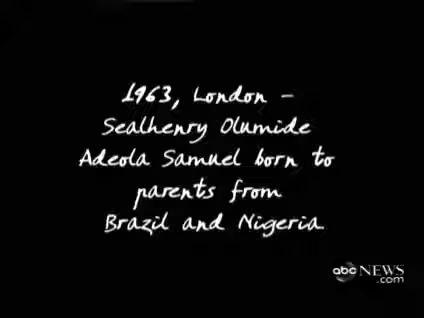 1963, London -
Sealhenry Olumide
Adeola Samuel born to
parents from
Brazil and Nigeria
abc NEWS
.com